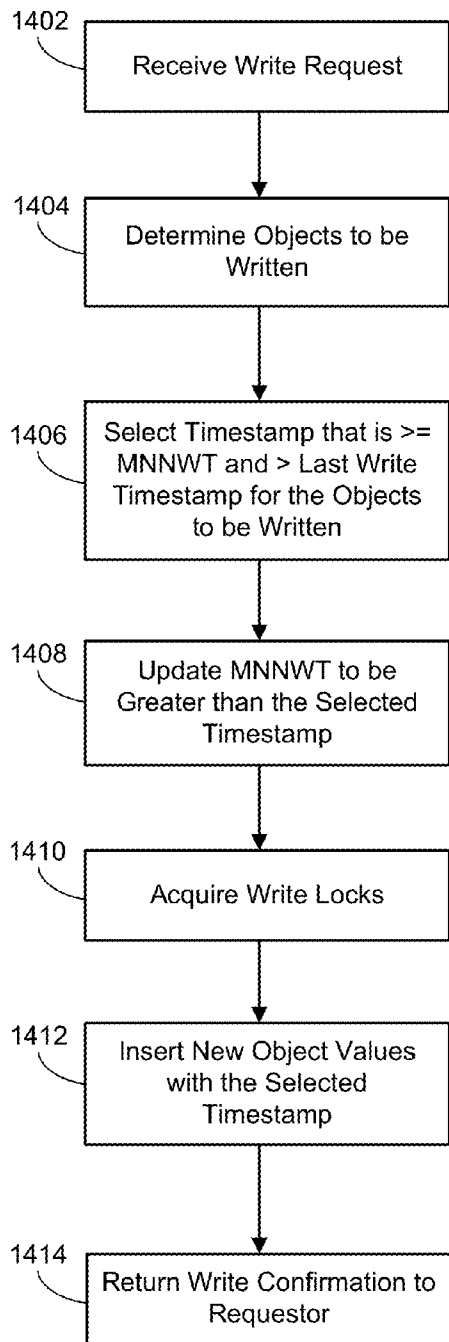 1402
Receive Write Request
1404
Determine Objects to be
Written
1406
Select Timestamp that is >=
MNNWT and > Last Write
Timestamp for the Objects
to be Written
1408
Update MNNWT to be
Greater than the Selected
Timestamp
1410
Acquire Write Locks
1412
Insert New Object Values
with the Selected
Timestamp
1414
Return Write Confirmation to
Requestor